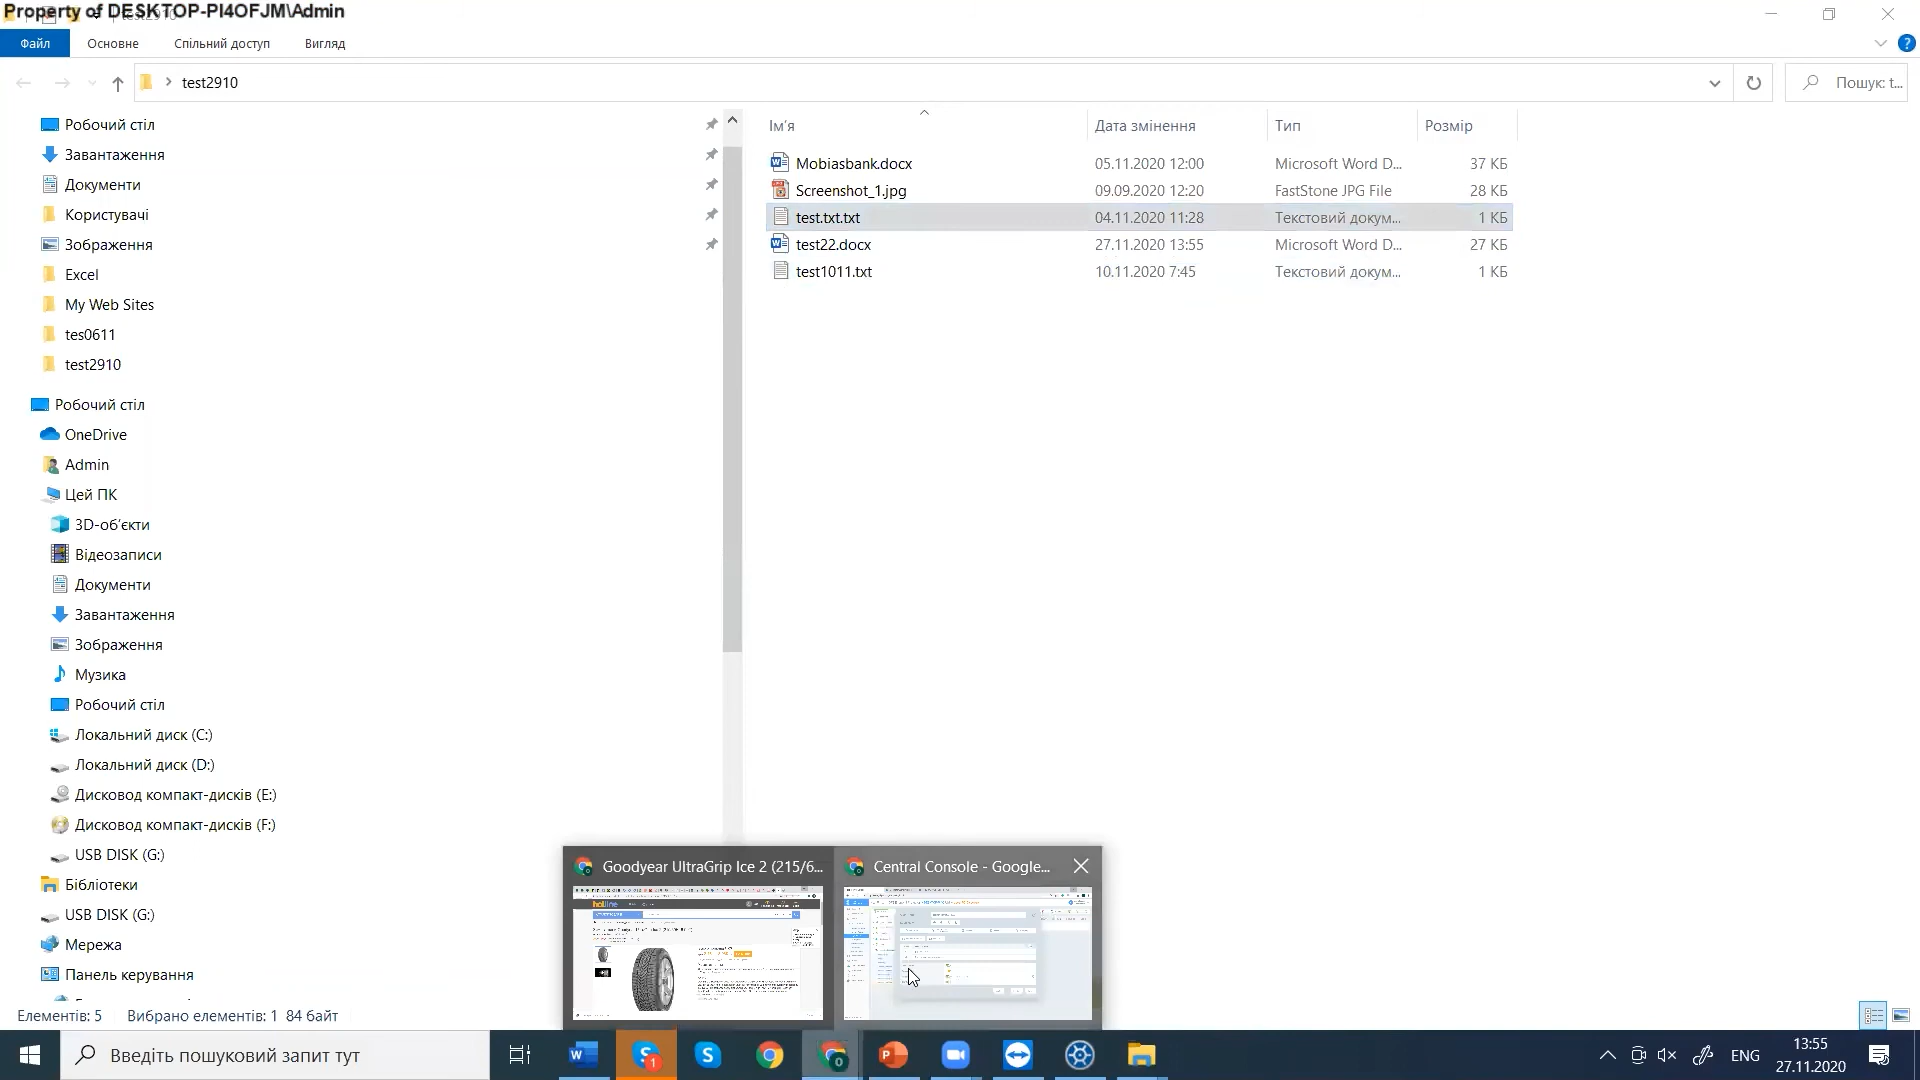 Property of DESKTOP-PI4OFJM\Admin
Файл
Основне
Спільний доступ
Вигляд
test2910
Пошук: t...
Ім'я
Дата змінення
Тип
Розмір
Mobiasbank.docx 05.11.2020 12:00 Microsoft Word D... 37 КБ
Screenshot_1.jpg 09.09.2020 12:20 FastStone JPG File 28 КБ
test.txt.txt 04.11.2020 11:28 Текстовий докум... 1 КБ
test22.docx 27.11.2020 13:55 Microsoft Word D... 27 КБ
test1011.txt 10.11.2020 7:45 Текстовий докум... 1 КБ
Робочий стіл
Завантаження
Документи
Користувачі
Зображення
Excel
My Web Sites
tes0611
test2910
Робочий стіл
OneDrive
Admin
Цей ПК
3D-об'єкти
Відеозаписи
Документи
Завантаження
Зображення
Музика
Робочий стіл
Локальний диск (C:)
Локальний диск (D:)
Дисковод компакт-дисків (E:)
Дисковод компакт-дисків (F:)
USB DISK (G:)
Бібліотеки
USB DISK (G:)
Мережа
Панель керування
Goodyear UltraGrip Ice 2 (215/6...
Central Console - Google...
hotline
Елементів: 5 Вибрано елементів: 1 84 байт
Введіть пошуковий запит тут
1
ENG
13:55
27.11.2020